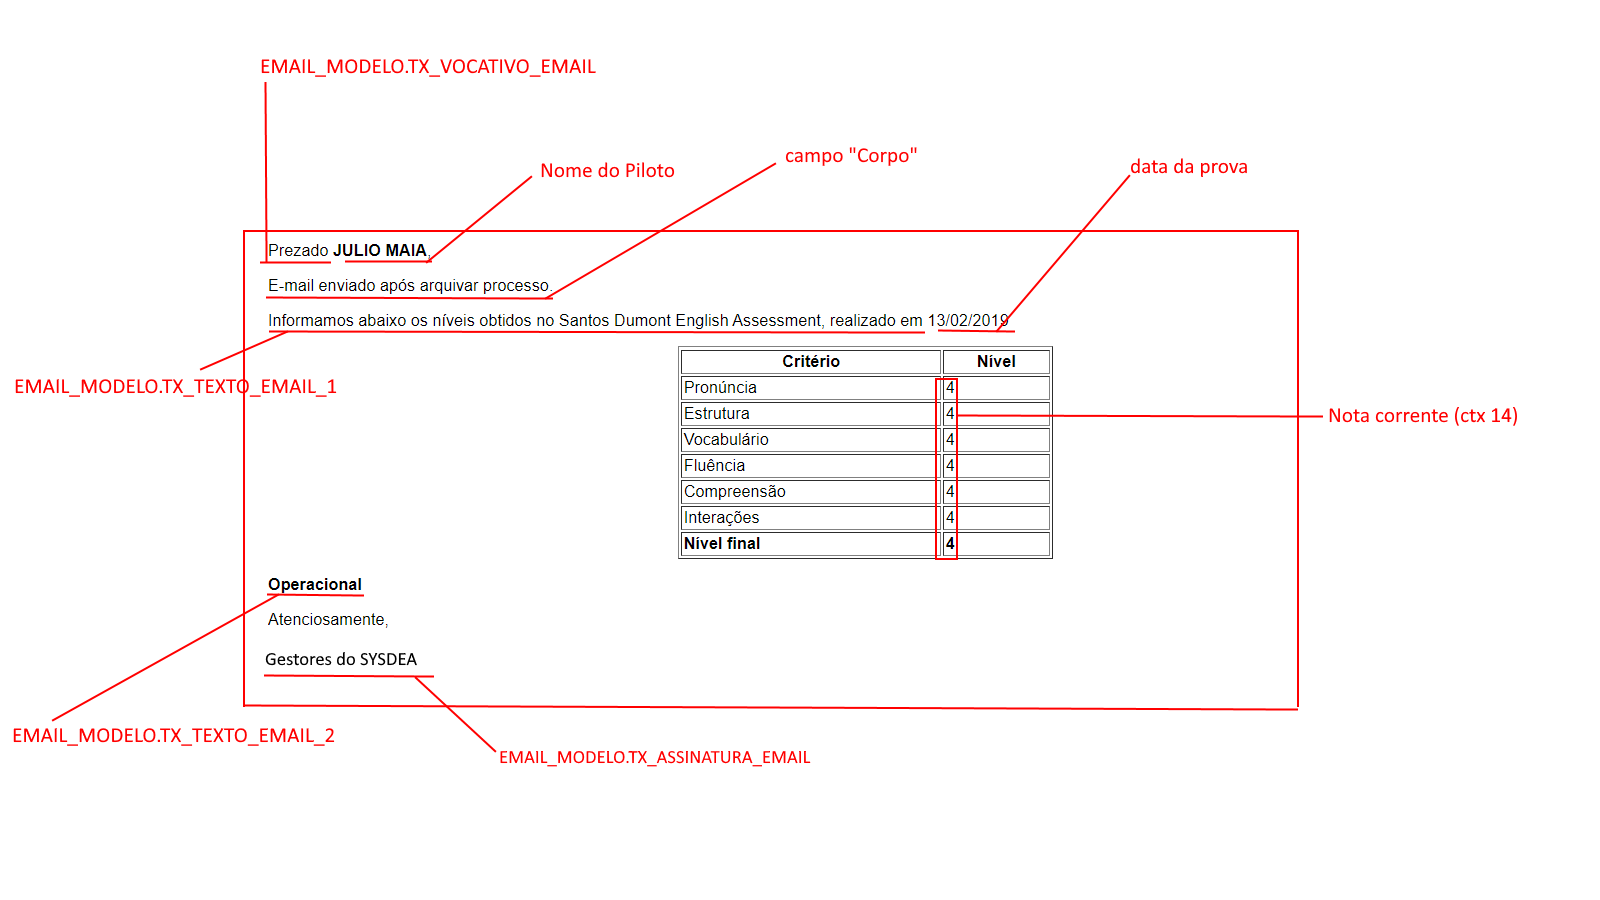 EMAIL_MODELO.TX_VOCATIVO_EMAIL
Nome do Piloto
campo "Corpo"
data da prova
Prezado JULIO MAIA,
E-mail enviado após arquivar processo.
Informamos abaixo os níveis obtidos no Santos Dumont English Assessment, realizado em 13/02/2019
EMAIL_MODELO.TX_TEXTO_EMAIL_1
Critério Nível
Pronúncia 4
Estrutura 4
Nota corrente (ctx 14)
Vocabulário 4
Fluência 4
Compreensão 4
Interações 4
Nível final 4
Operacional
Atenciosamente,
Gestores do SYSDEA
EMAIL_MODELO.TX_TEXTO_EMAIL_2
EMAIL_MODELO.TX_ASSINATURA_EMAIL